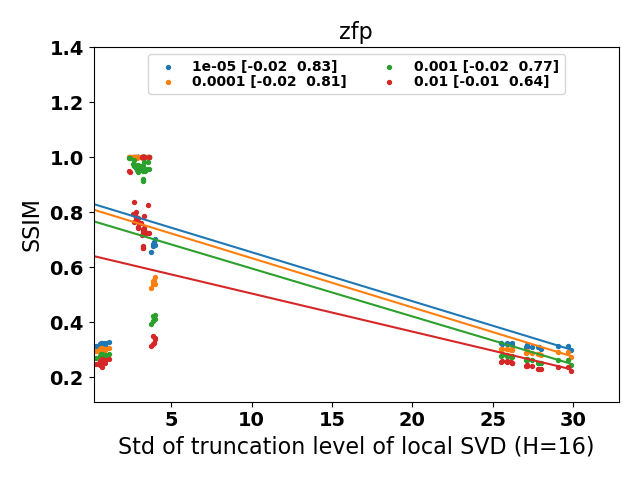 zfp
1e-05 [-0.02  0.83]
0.0001 [-0.02  0.81]
0.001 [-0.02  0.77]
0.01 [-0.01  0.64]
1.4
1.2
1.0
0.8
0.6
0.4
0.2
SSIM
5 10 15 20 25 30
Std of truncation level of local SVD (H=16)